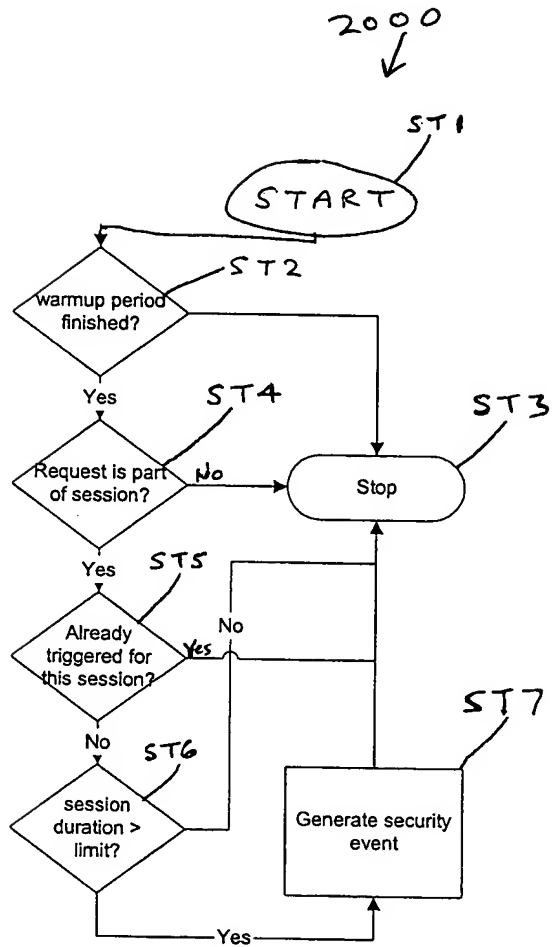 2000
ST1
START
ST2
warmup period
finished?
Yes
ST4
ST3
Request is part
of session?
No
Stop
Yes
ST5
No
Already
triggered for
this session?
Yes
No
ST6
ST7
session
duration >
limit?
Generate security
event
Yes